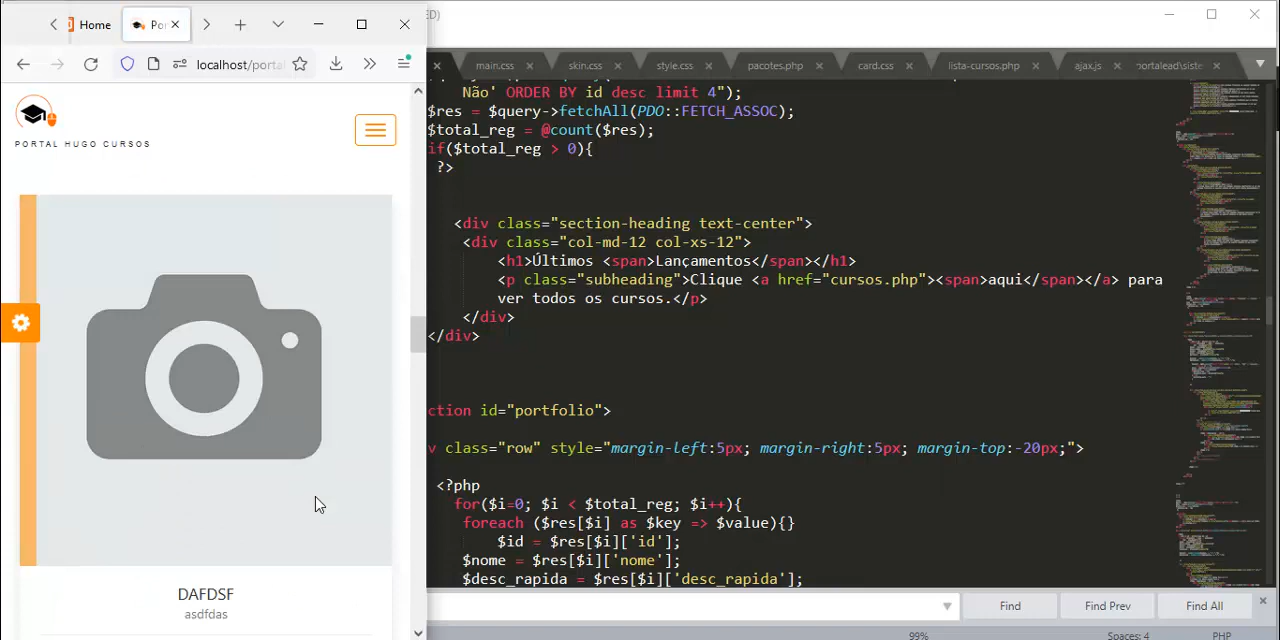 Home
Po
localhost/porta
PORTAL HUGO CURSOS
DAFDSF
asdfdas
ED)
main.css
skin.css
style.css
pacotes.php
card.css
lista-cursos.php
ajax.js
portalead\siste
Não' ORDER BY id desc limit 4");
$res = $query->fetchAll(PDO::FETCH_ASSOC);
$total_reg = @count($res);
if($total_reg > 0){
?>
<div class="section-heading text-center">
<div class="col-md-12 col-xs-12">
<h1>Últimos <span>Lançamentos</span></h1>
<p class="subheading">Clique <a href="cursos.php"><span>aqui</span></a> para
ver todos os cursos.</p>
</div>
</div>
ction id="portfolio">
v class="row" style="margin-left:5px; margin-right:5px; margin-top:-20px;">
<?php
for($i=0; $i < $total_reg; $i++){
foreach ($res[$i] as $key => $value){}
$id = $res[$i]['id'];
$nome = $res[$i]['nome'];
$desc_rapida = $res[$i]['desc_rapida'];
Find
Find Prev
Find All
99%
Spaces: 4
PHP